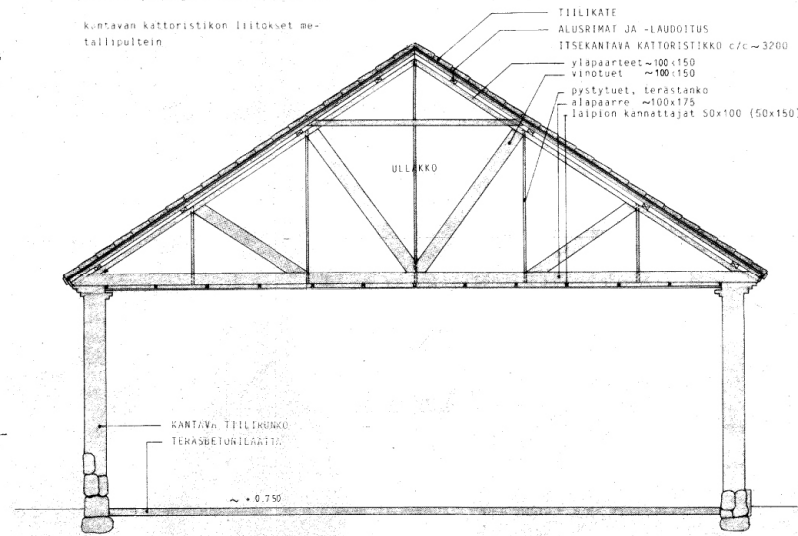 kantavan kattoristikon liitokset me-
tallipultein
TIILIKATE
ALUSRIMAT JA -LAUDOITUS
ITSEKANTAVA KATTORISTIKKO c/c ~ 3200
yläpaarteet ~100x150
vinotuet ~100x150
pystytuet, terästanko
alapaarre ~100x175
laipion kannattajat 50x100 (50x150)
ULLAKKO
KANTAVA TIILIRUNKO
TERÄSBETONILAATTA
~ + 0.750